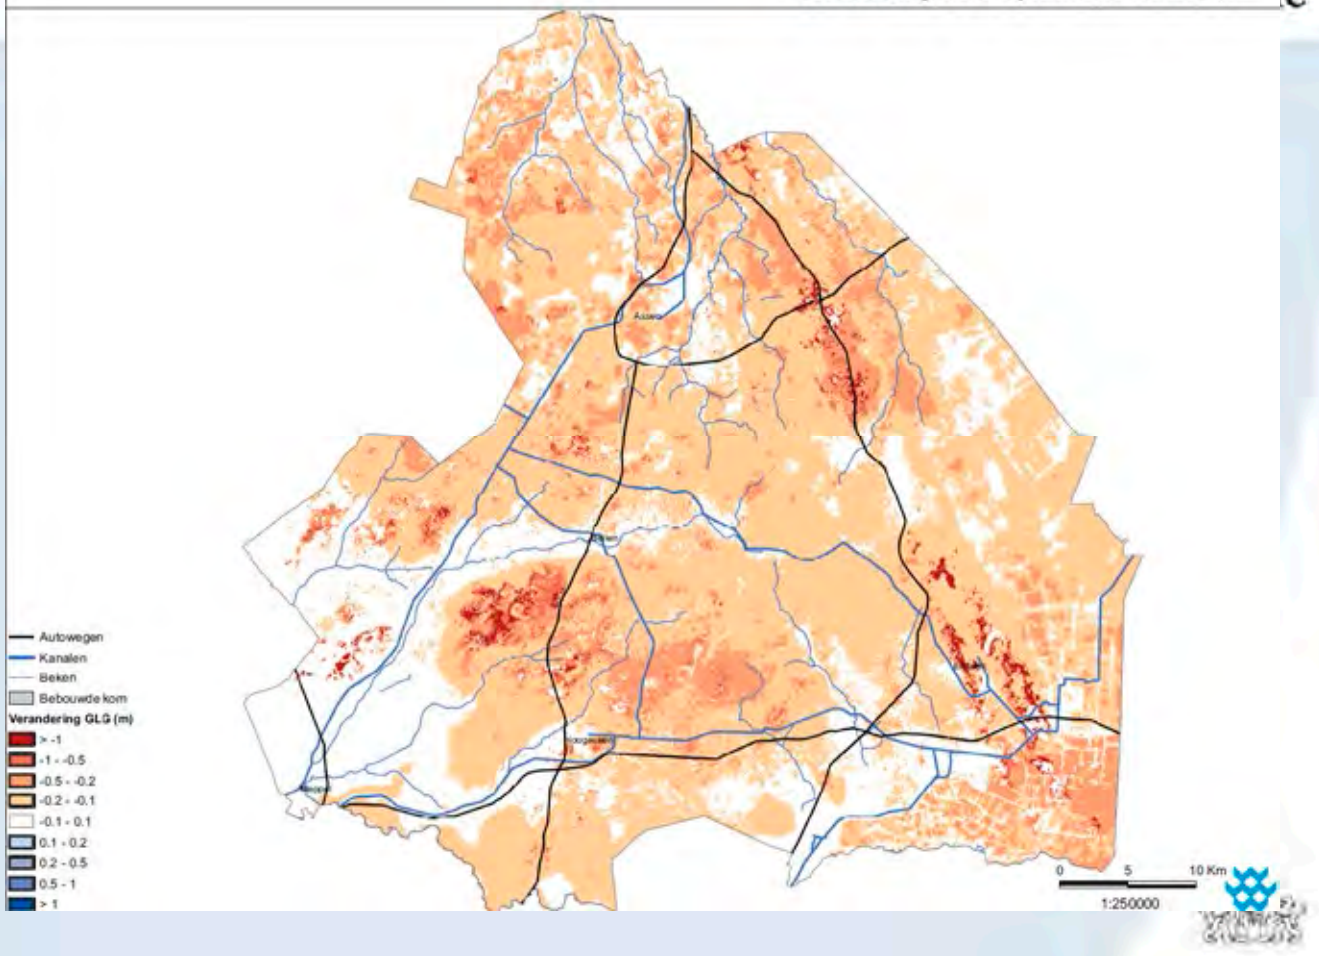 Assen
Autowegen
Kanalen
Beken
Bebouwde kom
Verandering GLG (m)
> -1
-1 - -0.5
-0.5 - -0.2
-0.2 - -0.1
-0.1 - 0.1
0.1 - 0.2
0.2 - 0.5
0.5 - 1
> 1
0 5 10 Km
1:250000